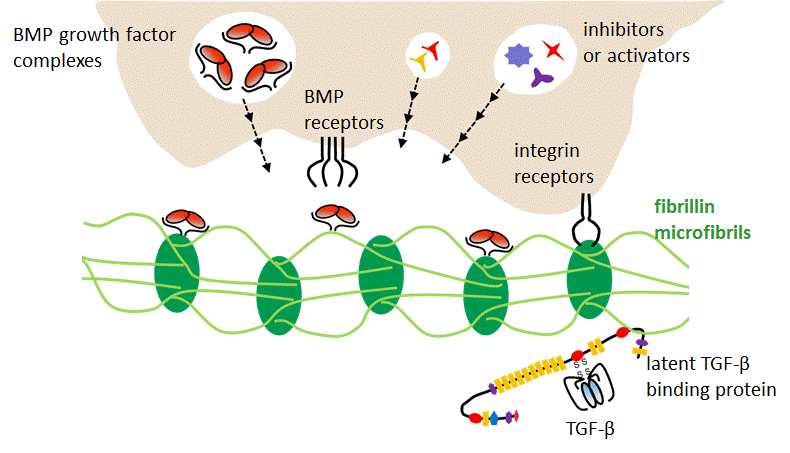 BMP growth factor
complexes
inhibitors
or activators
BMP
receptors
integrin
receptors
fibrillin
microfibrils
S
S
S
S
latent TGF-β
binding protein
TGF-β